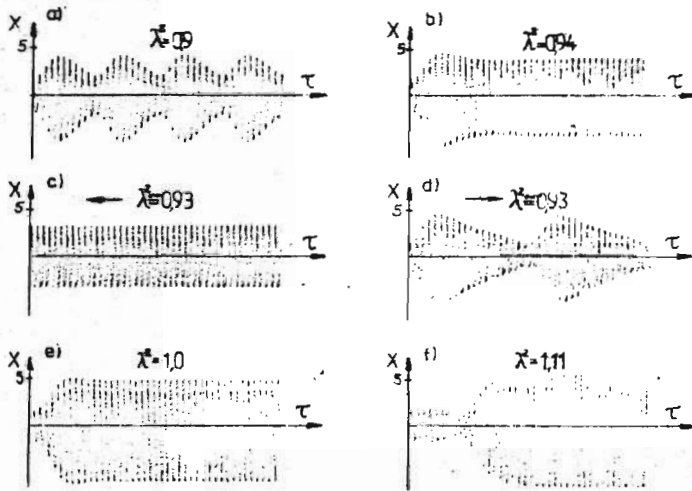 X a) λ² = 0,9
5
τ
X b) λ² = 0,94
5
τ
X c) ← λ² = 0,93
5
τ
X d) → λ² = 0,93
5
τ
X e) λ² = 1,0
5
τ
X f) λ² = 1,11
5
τ